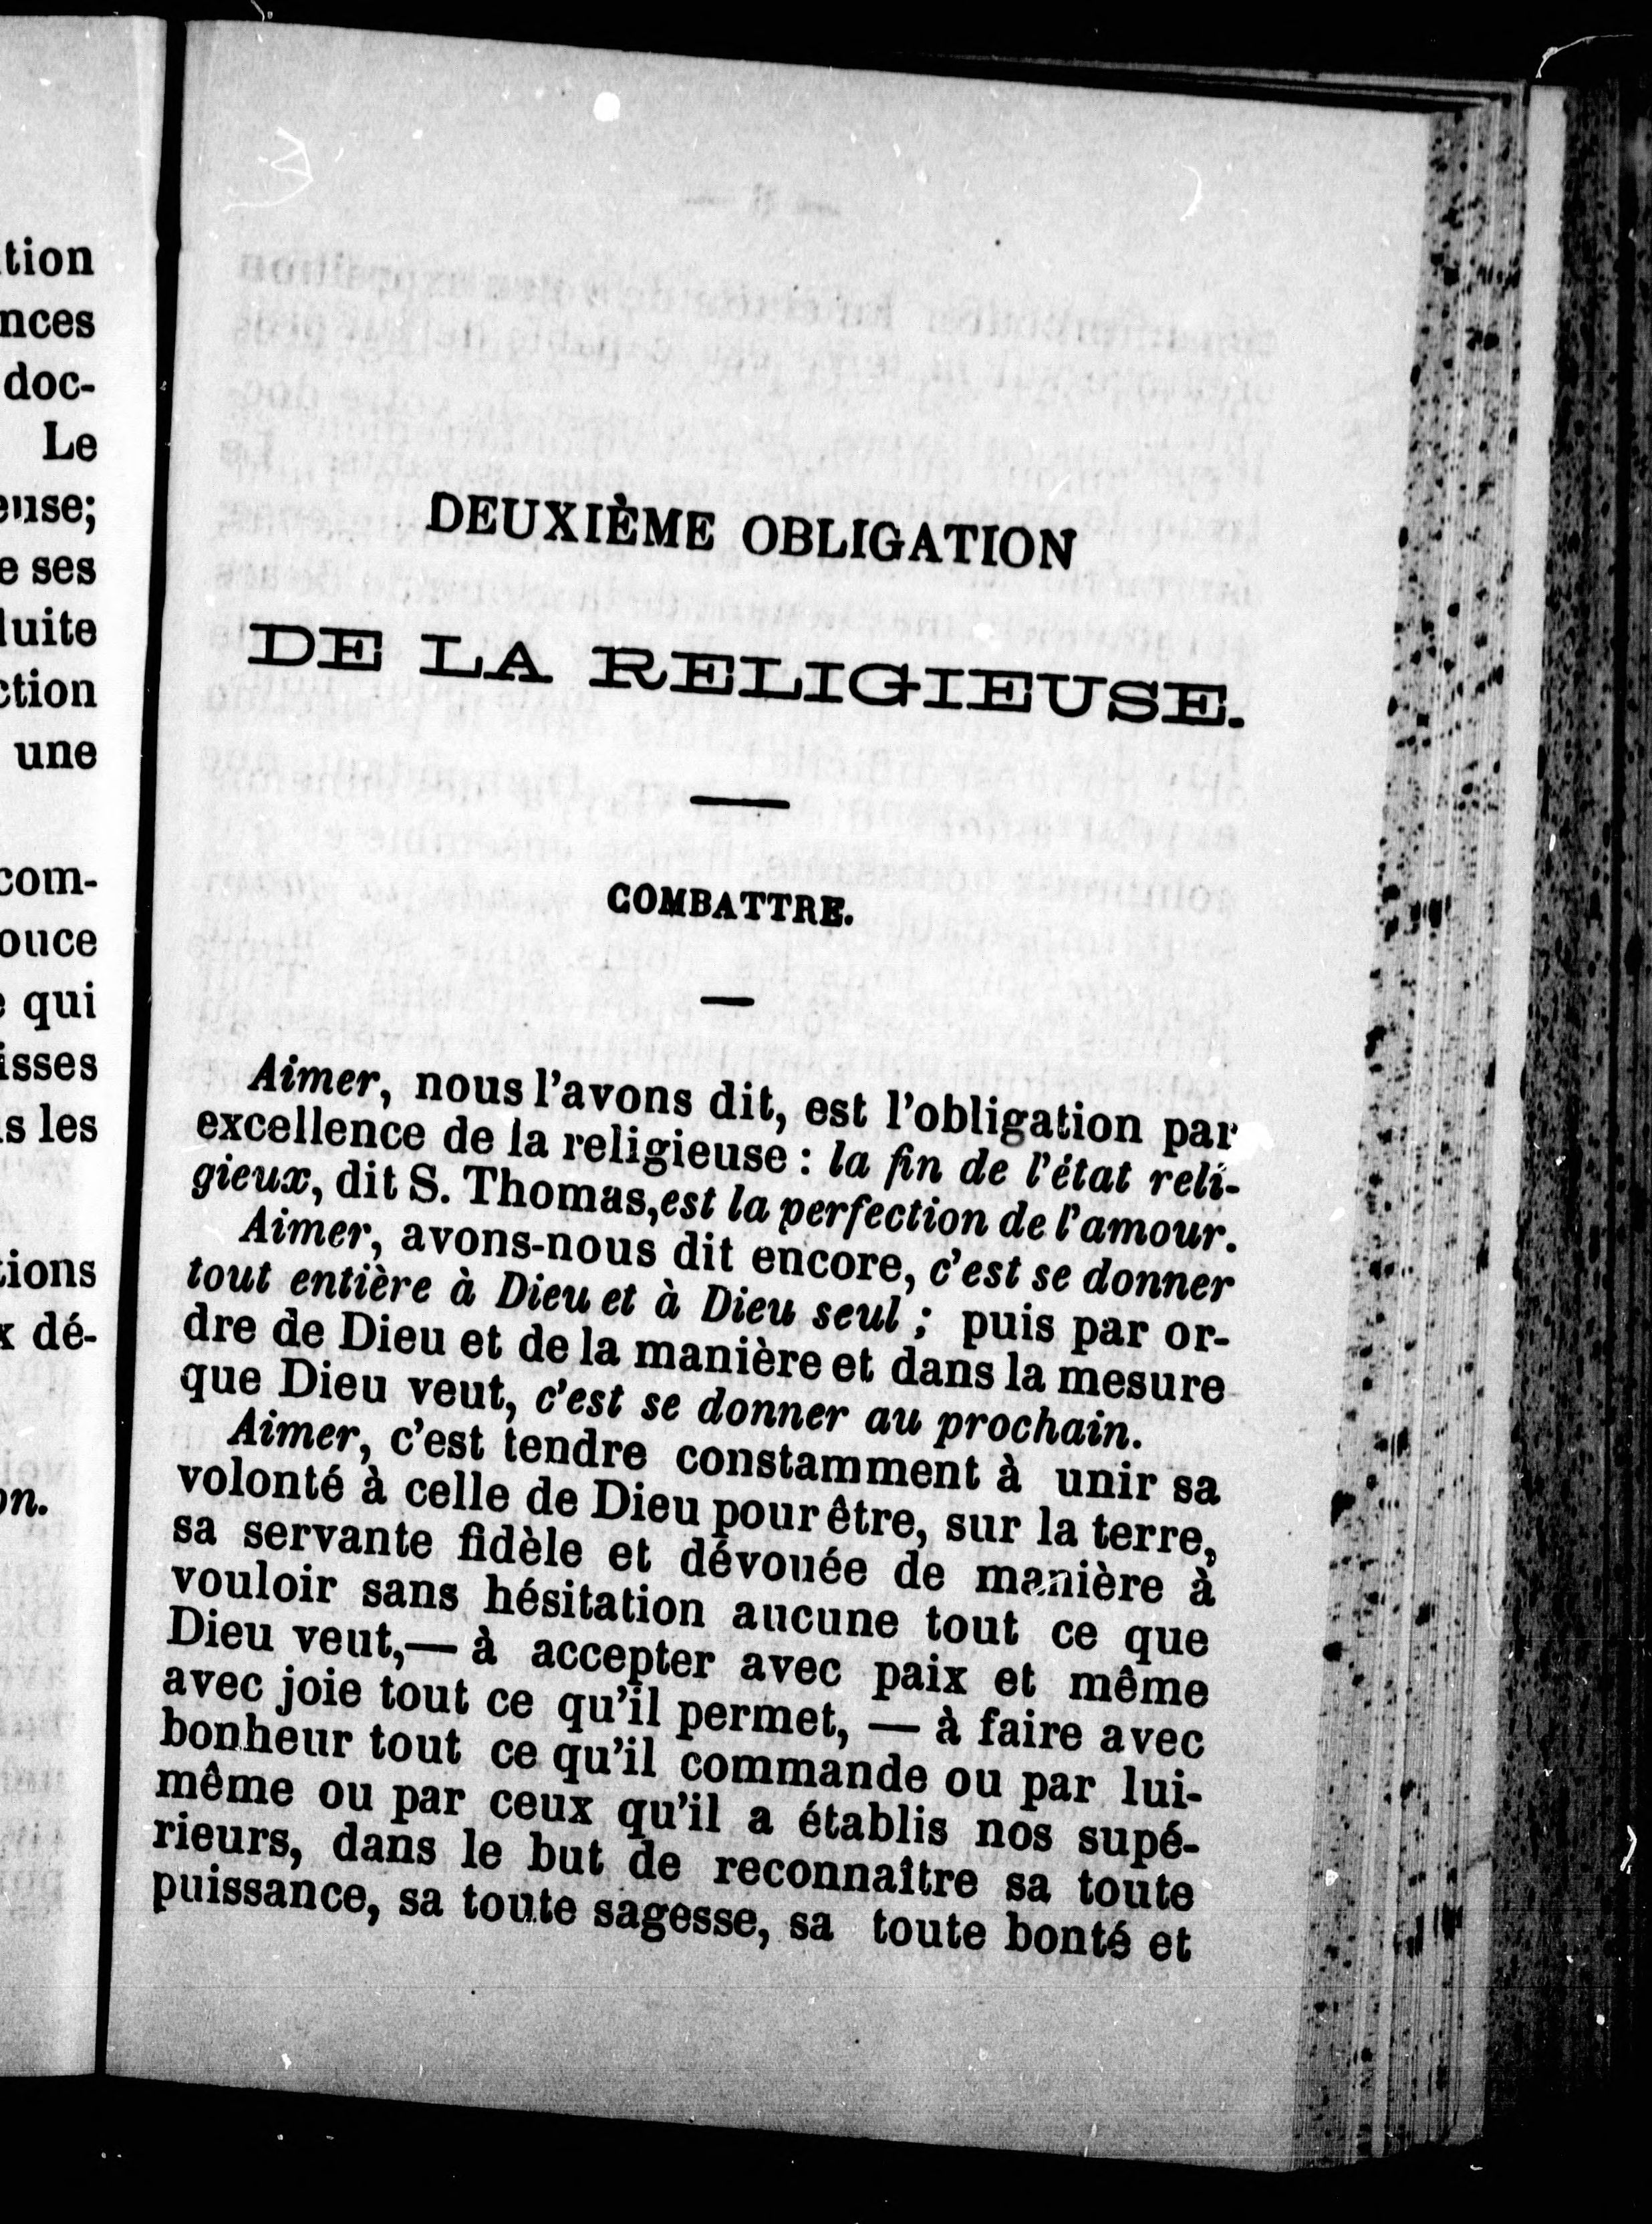 tion
nces
doc-
Le
euse;
e ses
duite
ction
une
com-
ouce
qui
isses
s les
tions
x dé-
on.
DEUXIÈME OBLIGATION
DE LA RELIGIEUSE.
COMBATTRE.
Aimer, nous l'avons dit, est l'obligation par
excellence de la religieuse : la fin de l'état reli-
gieux, dit S. Thomas, est la perfection de l'amour.
Aimer, avons-nous dit encore, c'est se donner
tout entière à Dieu et à Dieu seul ; puis par or-
dre de Dieu et de la manière et dans la mesure
que Dieu veut, c'est se donner au prochain.
Aimer, c'est tendre constamment à unir sa
volonté à celle de Dieu pour être, sur la terre,
sa servante fidèle et dévouée de manière à
vouloir sans hésitation aucune tout ce que
Dieu veut,— à accepter avec paix et même
avec joie tout ce qu'il permet, — à faire avec
bonheur tout ce qu'il commande ou par lui-
même ou par ceux qu'il a établis nos supé-
rieurs, dans le but de reconnaître sa toute
puissance, sa toute sagesse, sa toute bonté et